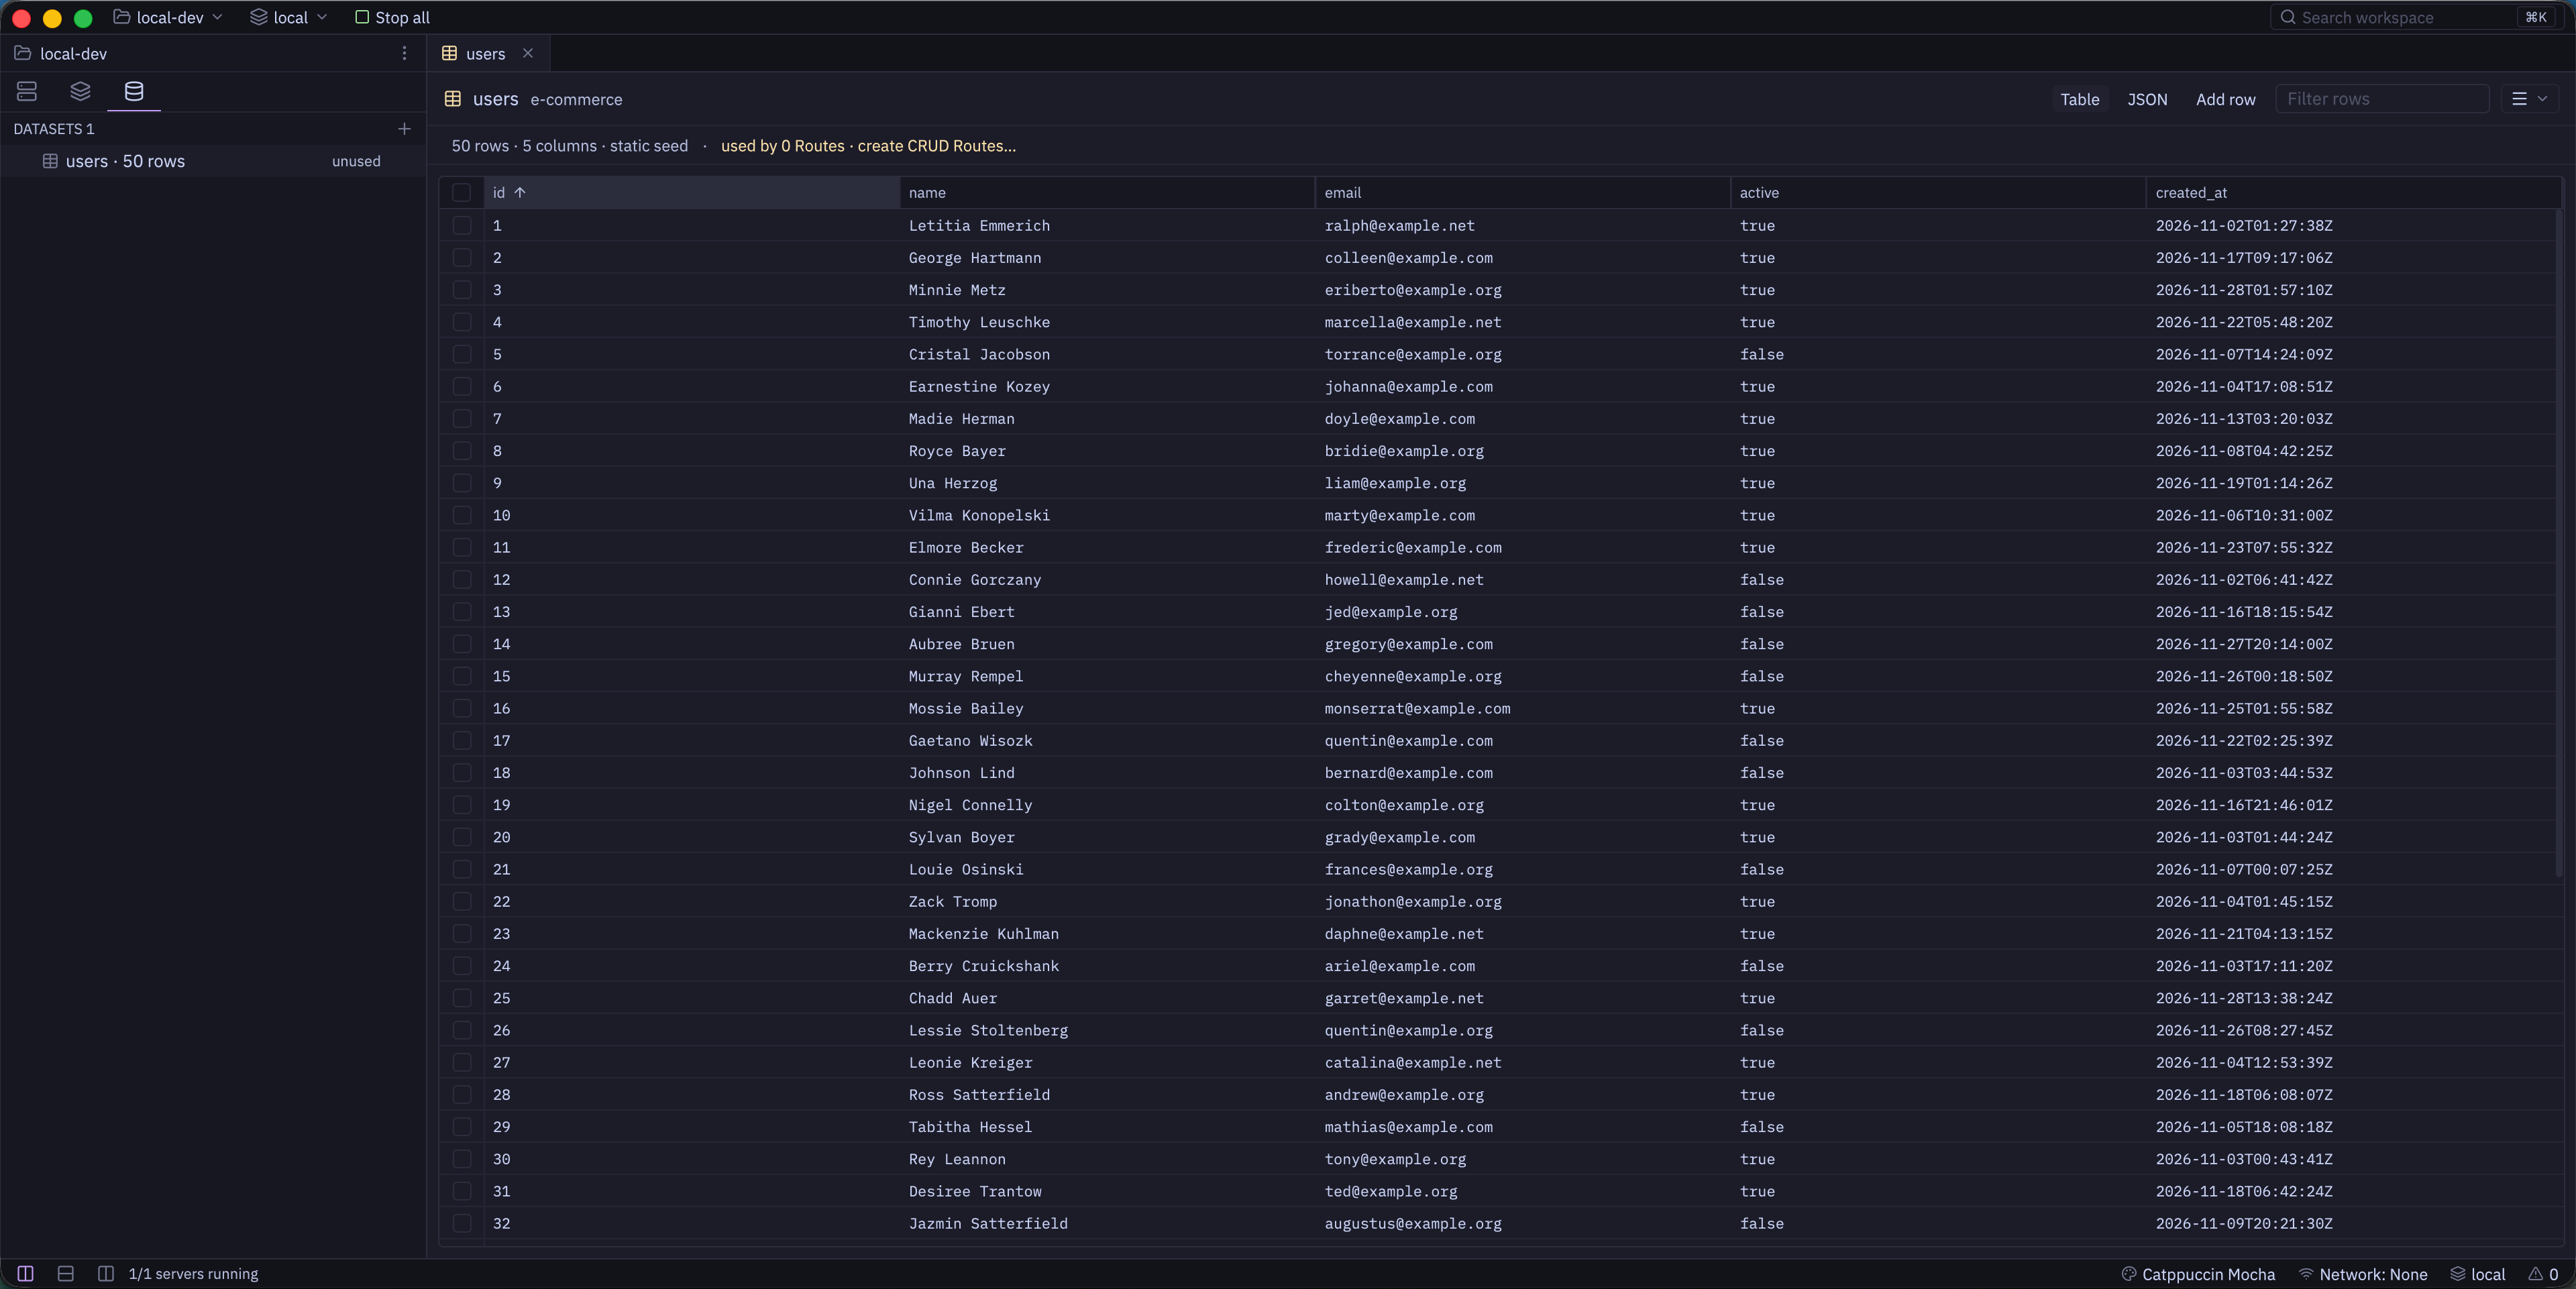 local-dev local Stop all Search workspace ⌘K
local-dev
users
users e-commerce Table JSON Add row Filter rows
DATASETS 1
users · 50 rows unused
50 rows · 5 columns · static seed · used by 0 Routes · create CRUD Routes...
id ↑ name email active created_at
1 Letitia Emmerich ralph@example.net true 2026-11-02T01:27:38Z
2 George Hartmann colleen@example.com true 2026-11-17T09:17:06Z
3 Minnie Metz eriberto@example.org true 2026-11-28T01:57:10Z
4 Timothy Leuschke marcella@example.net true 2026-11-22T05:48:20Z
5 Cristal Jacobson torrance@example.org false 2026-11-07T14:24:09Z
6 Earnestine Kozey johanna@example.com true 2026-11-04T17:08:51Z
7 Madie Herman doyle@example.com true 2026-11-13T03:20:03Z
8 Royce Bayer bridie@example.org true 2026-11-08T04:42:25Z
9 Una Herzog liam@example.org true 2026-11-19T01:14:26Z
10 Vilma Konopelski marty@example.com true 2026-11-06T10:31:00Z
11 Elmore Becker frederic@example.com true 2026-11-23T07:55:32Z
12 Connie Gorczany howell@example.net false 2026-11-02T06:41:42Z
13 Gianni Ebert jed@example.org false 2026-11-16T18:15:54Z
14 Aubree Bruen gregory@example.com false 2026-11-27T20:14:00Z
15 Murray Rempel cheyenne@example.org false 2026-11-26T00:18:50Z
16 Mossie Bailey monserrat@example.com true 2026-11-25T01:55:58Z
17 Gaetano Wisozk quentin@example.com false 2026-11-22T02:25:39Z
18 Johnson Lind bernard@example.com false 2026-11-03T03:44:53Z
19 Nigel Connelly colton@example.org true 2026-11-16T21:46:01Z
20 Sylvan Boyer grady@example.com true 2026-11-03T01:44:24Z
21 Louie Osinski frances@example.org false 2026-11-07T00:07:25Z
22 Zack Tromp jonathon@example.org true 2026-11-04T01:45:15Z
23 Mackenzie Kuhlman daphne@example.net true 2026-11-21T04:13:15Z
24 Berry Cruickshank ariel@example.com false 2026-11-03T17:11:20Z
25 Chadd Auer garret@example.net true 2026-11-28T13:38:24Z
26 Lessie Stoltenberg quentin@example.org false 2026-11-26T08:27:45Z
27 Leonie Kreiger catalina@example.net true 2026-11-04T12:53:39Z
28 Ross Satterfield andrew@example.org true 2026-11-18T06:08:07Z
29 Tabitha Hessel mathias@example.com false 2026-11-05T18:08:18Z
30 Rey Leannon tony@example.org true 2026-11-03T00:43:41Z
31 Desiree Trantow ted@example.org true 2026-11-18T06:42:24Z
32 Jazmin Satterfield augustus@example.org false 2026-11-09T20:21:30Z
1/1 servers running Catppuccin Mocha Network: None local 0